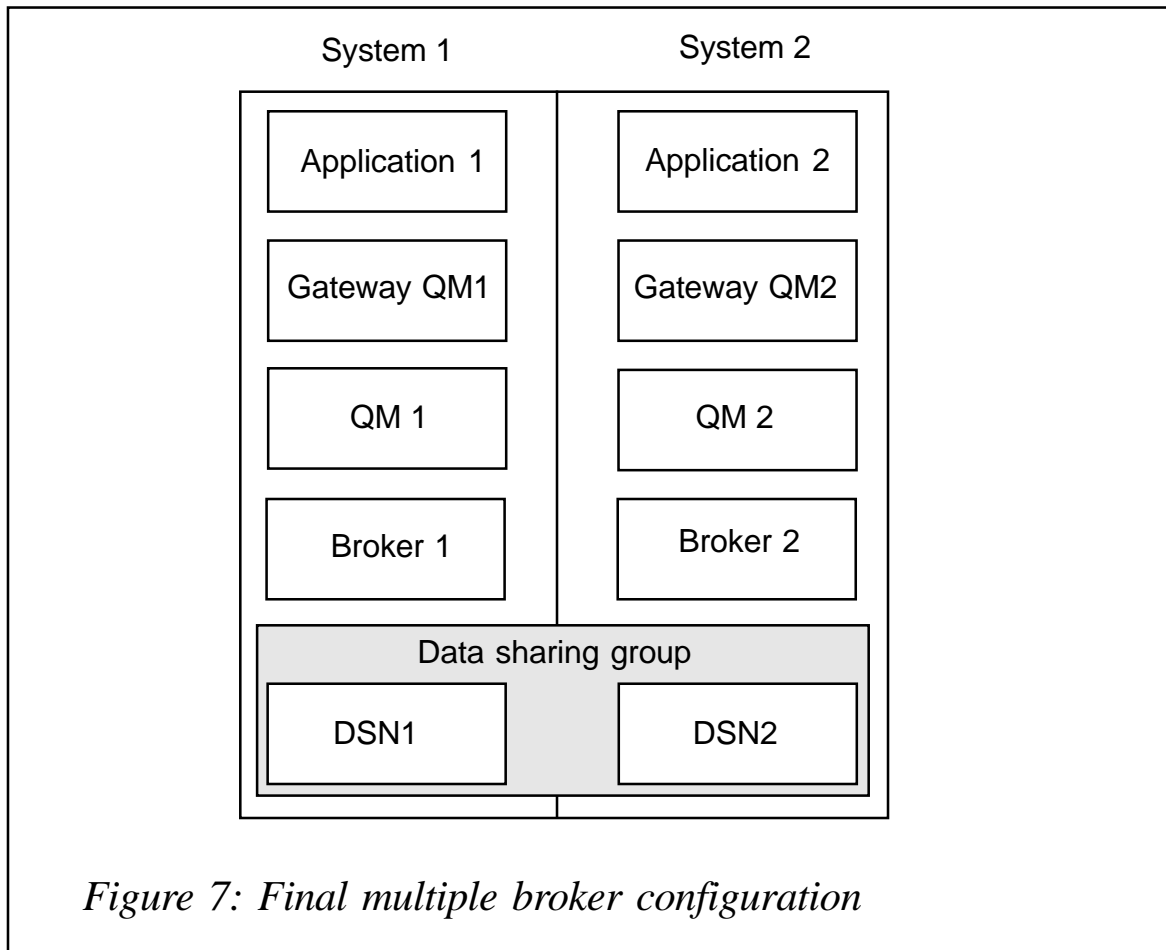 System 1
System 2
Application 1
Application 2
Gateway QM1
Gateway QM2
QM 1
QM 2
Broker 1
Broker 2
Data sharing group
DSN1
DSN2
Figure 7: Final multiple broker configuration